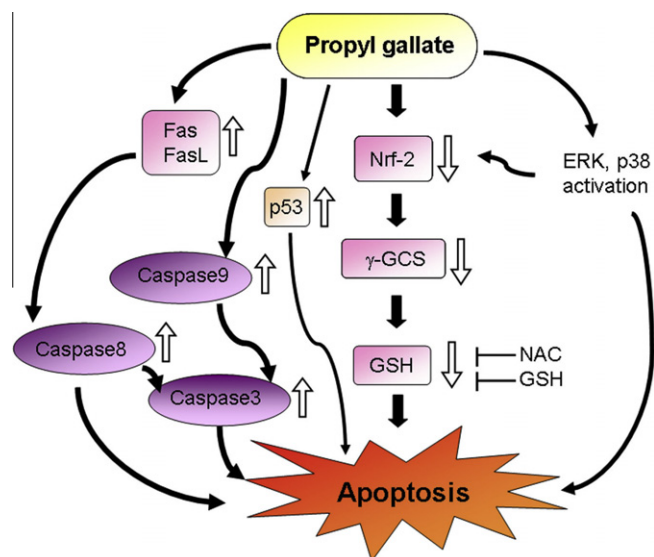 Propyl gallate
Fas
FasL
Nrf-2
ERK, p38
activation
p53
γ-GCS
Caspase9
Caspase8
GSH
NAC
GSH
Caspase3
Apoptosis